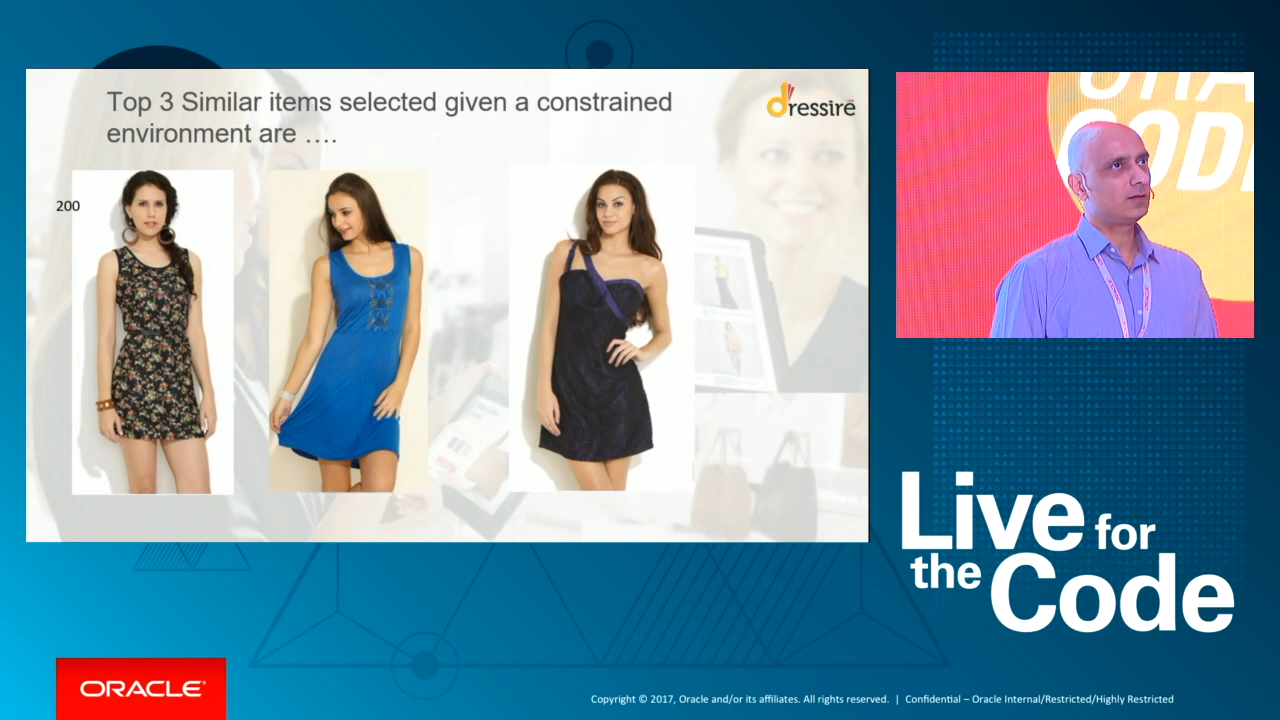 Top 3 Similar items selected given a constrained
environment are ….
dressire
200
CODE
Live for
the Code
ORACLE
Copyright © 2017, Oracle and/or its affiliates. All rights reserved. | Confidential – Oracle Internal/Restricted/Highly Restricted